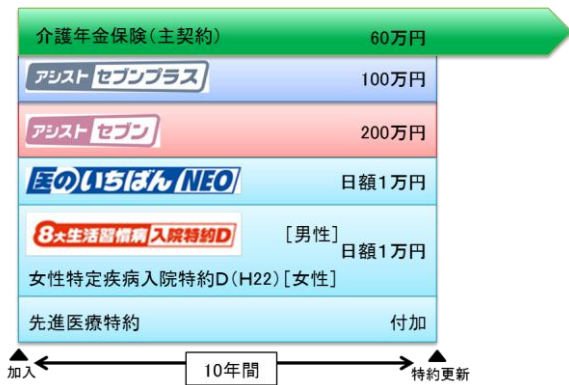 介護年金保険(主契約) 60万円
アシストセブンプラス 100万円
アシストセブン 200万円
医のいちばんNEO 日額1万円
8大生活習慣病入院特約D [男性]
日額1万円
女性特定疾病入院特約D(H22)[女性]
先進医療特約 付加
加入 10年間 特約更新